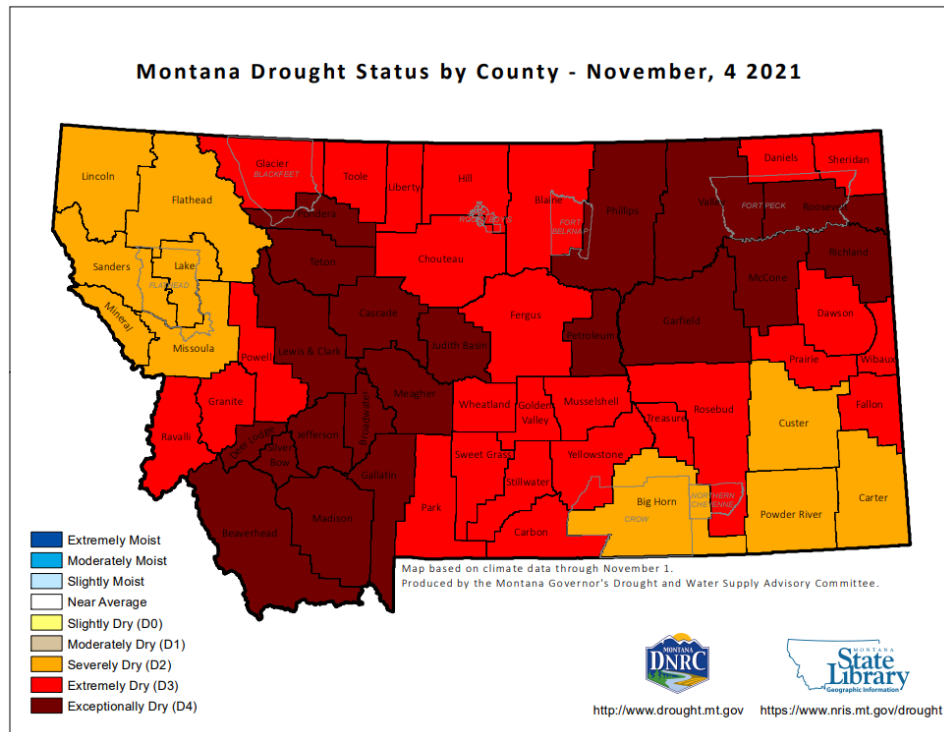 Montana Drought Status by County - November, 4 2021
Lincoln
Flathead
Glacier
BLACKFEET
Toole
Liberty
Hill
ROCKY BOYS
Blaine
FORT
BELKNAP
Phillips
Valley
Daniels
Sheridan
FORT PECK
Roosevelt
Pondera
Sanders
Lake
FLATHEAD
Teton
Chouteau
McCone
Richland
Mineral
Missoula
Cascade
Fergus
Petroleum
Garfield
Dawson
Powell
Lewis & Clark
Judith Basin
Prairie
Wibaux
Granite
Ravalli
Meagher
Broadwater
Wheatland
Golden
Valley
Musselshell
Treasure
Rosebud
Custer
Fallon
Deer Lodge
Silver
Bow
Jefferson
Gallatin
Sweet Grass
Stillwater
Yellowstone
Beaverhead
Madison
Park
Carbon
Big Horn
CROW
NORTHERN
CHEYENNE
Powder River
Carter
Extremely Moist
Moderately Moist
Slightly Moist
Near Average
Slightly Dry (D0)
Moderately Dry (D1)
Severely Dry (D2)
Extremely Dry (D3)
Exceptionally Dry (D4)
Map based on climate data through November 1.
Produced by the Montana Governor's Drought and Water Supply Advisory Committee.
MONTANA
DNRC
http://www.drought.mt.gov
MONTANA
State
Library
Geographic Information
https://www.nris.mt.gov/drought